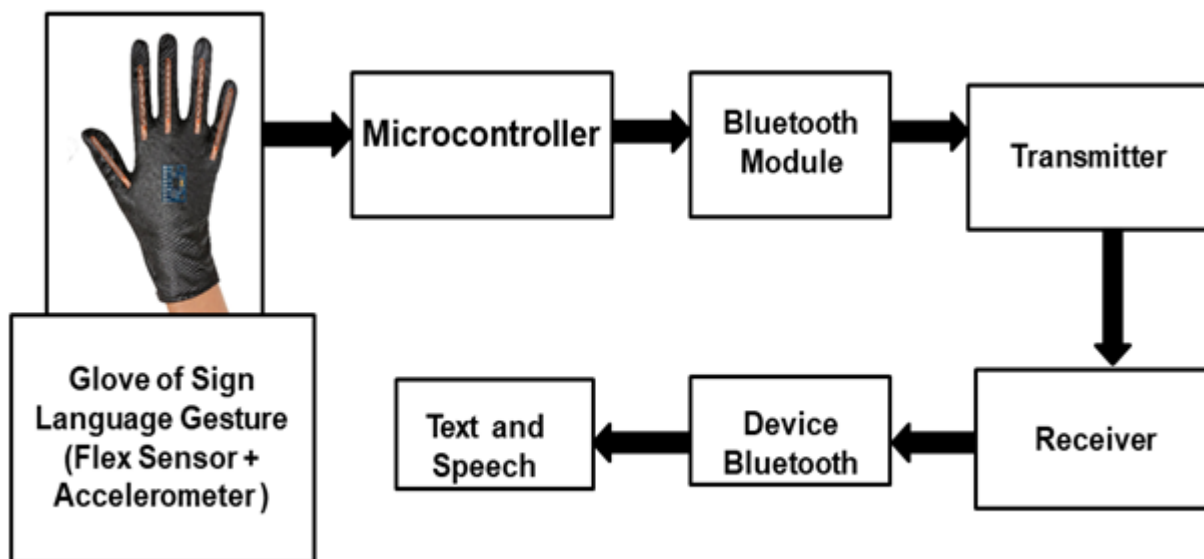 Microcontroller
Bluetooth
Module
Transmitter
Glove of Sign
Language Gesture
(Flex Sensor +
Accelerometer )
Text and
Speech
Device
Bluetooth
Receiver